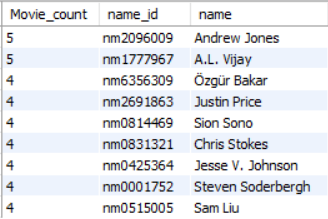 Movie_count name_id name
5 nm2096009 Andrew Jones
5 nm1777967 A.L. Vijay
4 nm6356309 Özgür Bakar
4 nm2691863 Justin Price
4 nm0814469 Sion Sono
4 nm0831321 Chris Stokes
4 nm0425364 Jesse V. Johnson
4 nm0001752 Steven Soderbergh
4 nm0515005 Sam Liu